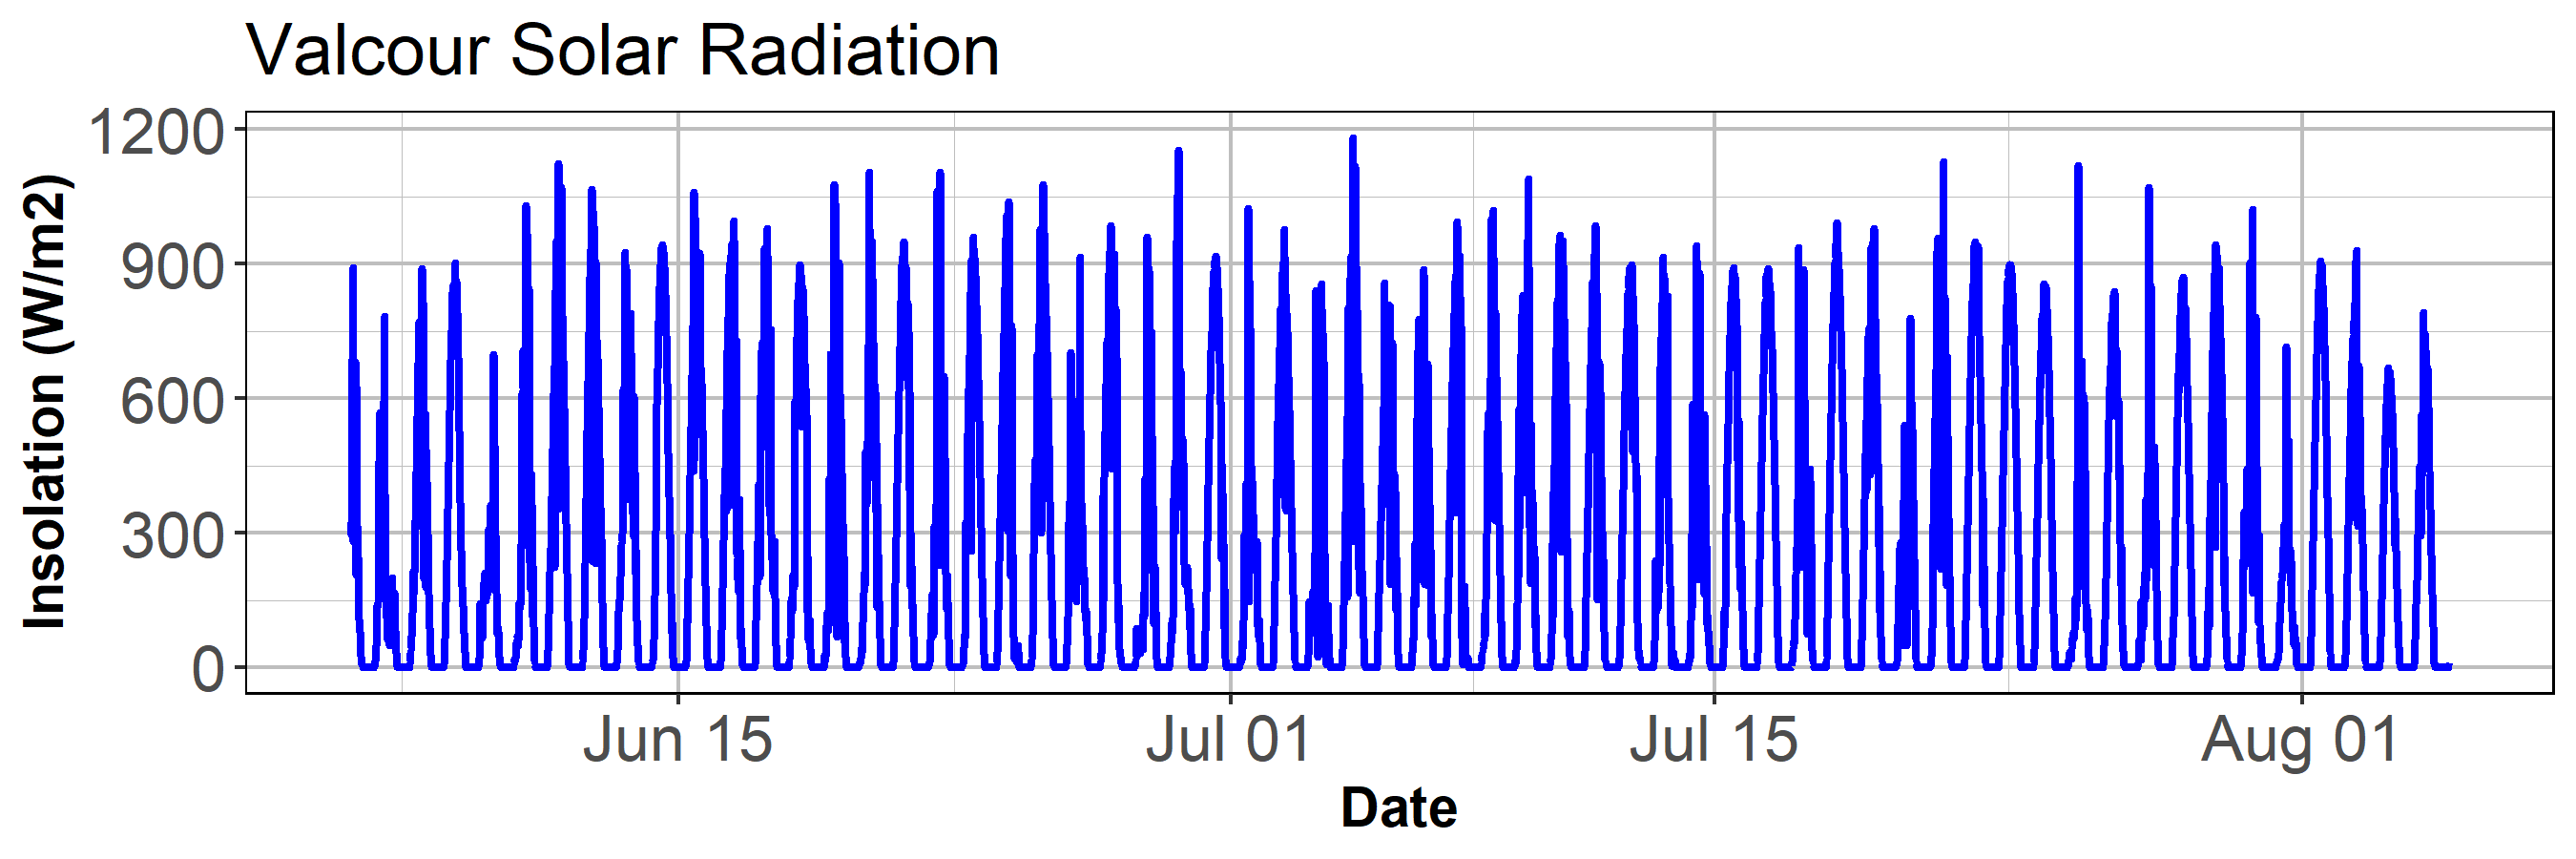 Valcour Solar Radiation
1200
900
600
300
0
Insolation (W/m2)
Jun 15
Jul 01
Jul 15
Aug 01
Date